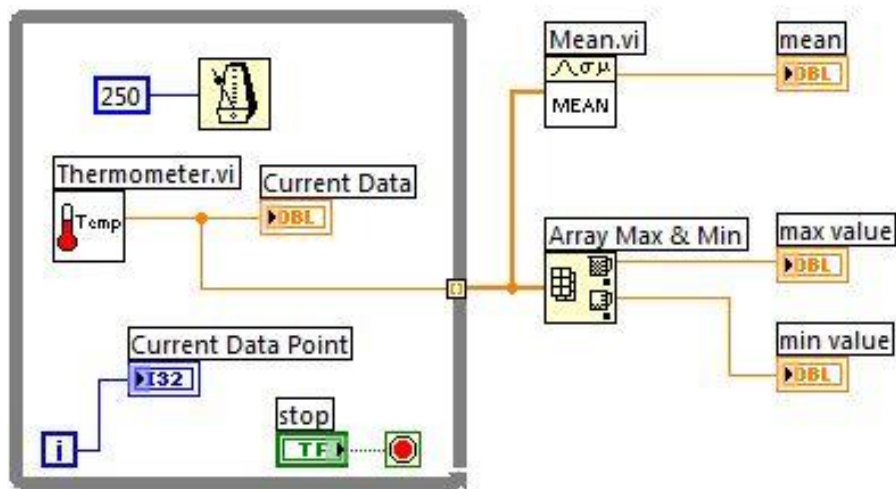 Mean.vi
mean
σμ
DBL
250
MEAN
Thermometer.vi
Current Data
Temp
DBL
Array Max & Min
max value
DBL
Current Data Point
I32
min value
DBL
stop
i
TF